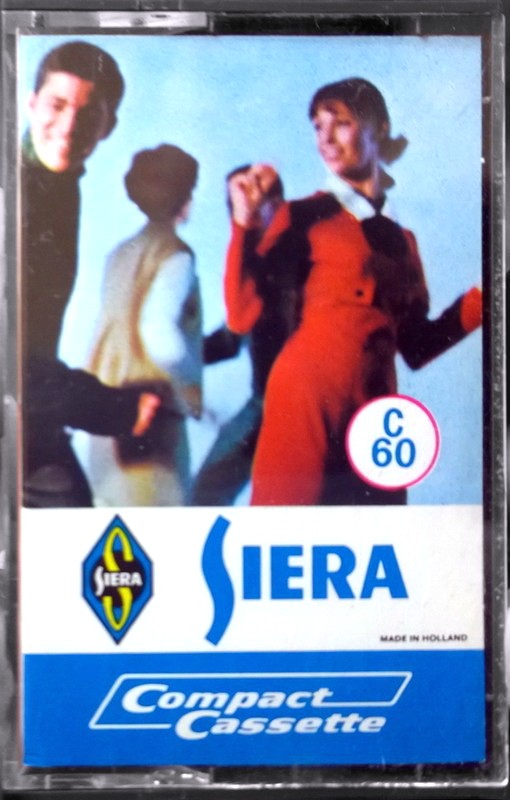 C
60
SIERA
SIERA
MADE IN HOLLAND
Compact
Cassette